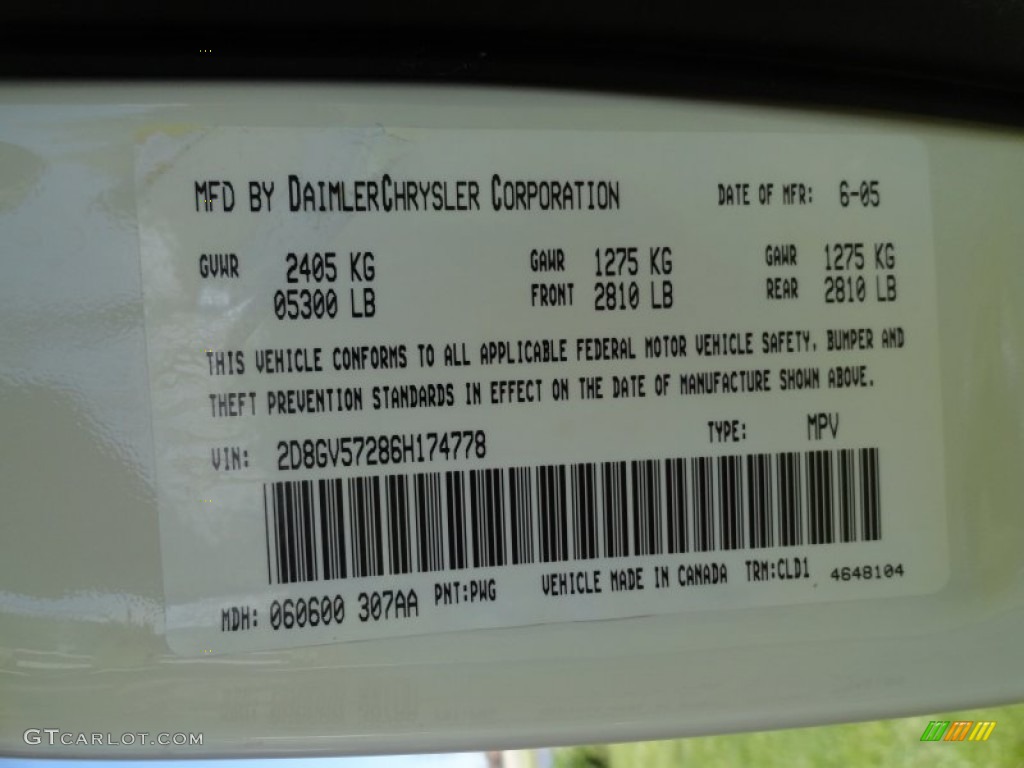 MFD BY DAIMLERCHRYSLER CORPORATION DATE OF MFR: 6-05
GVWR 2405 KG GAWR 1275 KG GAWR 1275 KG
05300 LB FRONT 2810 LB REAR 2810 LB
THIS VEHICLE CONFORMS TO ALL APPLICABLE FEDERAL MOTOR VEHICLE SAFETY, BUMPER AND
THEFT PREVENTION STANDARDS IN EFFECT ON THE DATE OF MANUFACTURE SHOWN ABOVE.
VIN: 2D8GV57286H174778 TYPE: MPV
MDH: 060600 307AA PNT:PWG VEHICLE MADE IN CANADA TRM:CLD1 4648104
GTCARLOT.COM